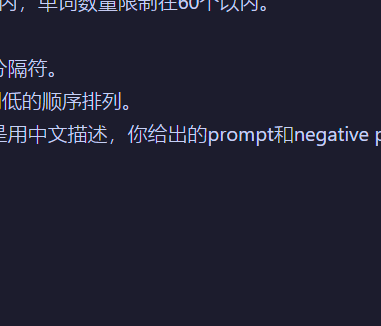 内，单词数量限制在60个以内。
分隔符。
低的顺序排列。
是用中文描述，你给出的prompt和negative p